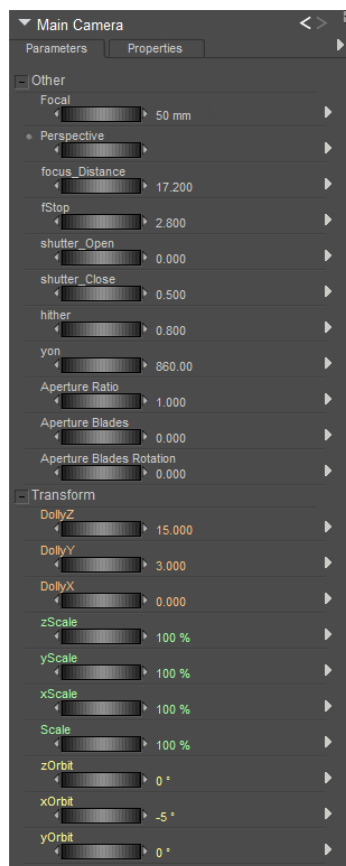 Main Camera
Parameters Properties
Other
Focal
50 mm
Perspective
focus_Distance
17.200
fStop
2.800
shutter_Open
0.000
shutter_Close
0.500
hither
0.800
yon
860.00
Aperture Ratio
1.000
Aperture Blades
0.000
Aperture Blades Rotation
0.000
Transform
DollyZ
15.000
DollyY
3.000
DollyX
0.000
zScale
100 %
yScale
100 %
xScale
100 %
Scale
100 %
zOrbit
0 °
xOrbit
-5 °
yOrbit
0 °